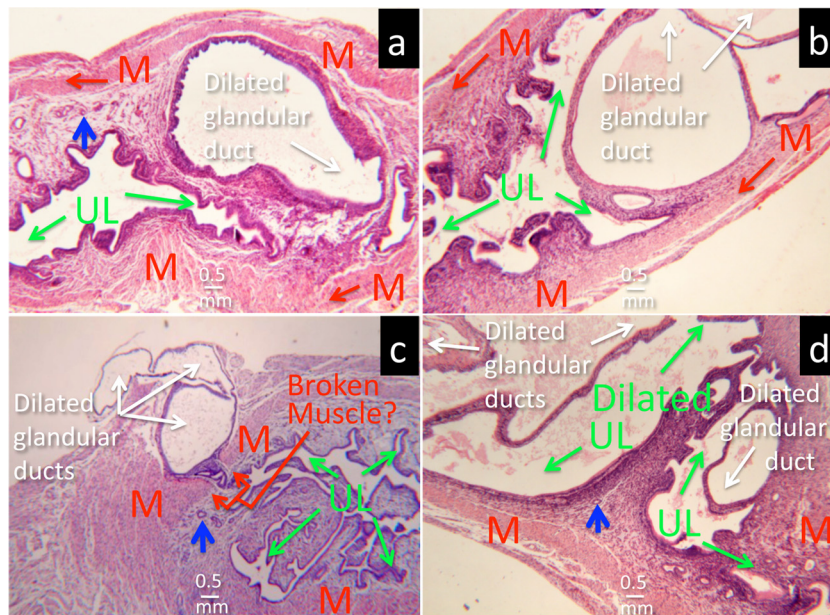 a
M
M
Dilated
glandular
duct
UL
M
M
0.5
mm
b
Dilated
glandular
duct
M
M
UL
M
0.5
mm
c
Dilated
glandular
ducts
Broken
Muscle?
M
M
UL
M
0.5
mm
d
Dilated
glandular
ducts
Dilated
UL
Dilated
glandular
duct
M
UL
M
0.5
mm